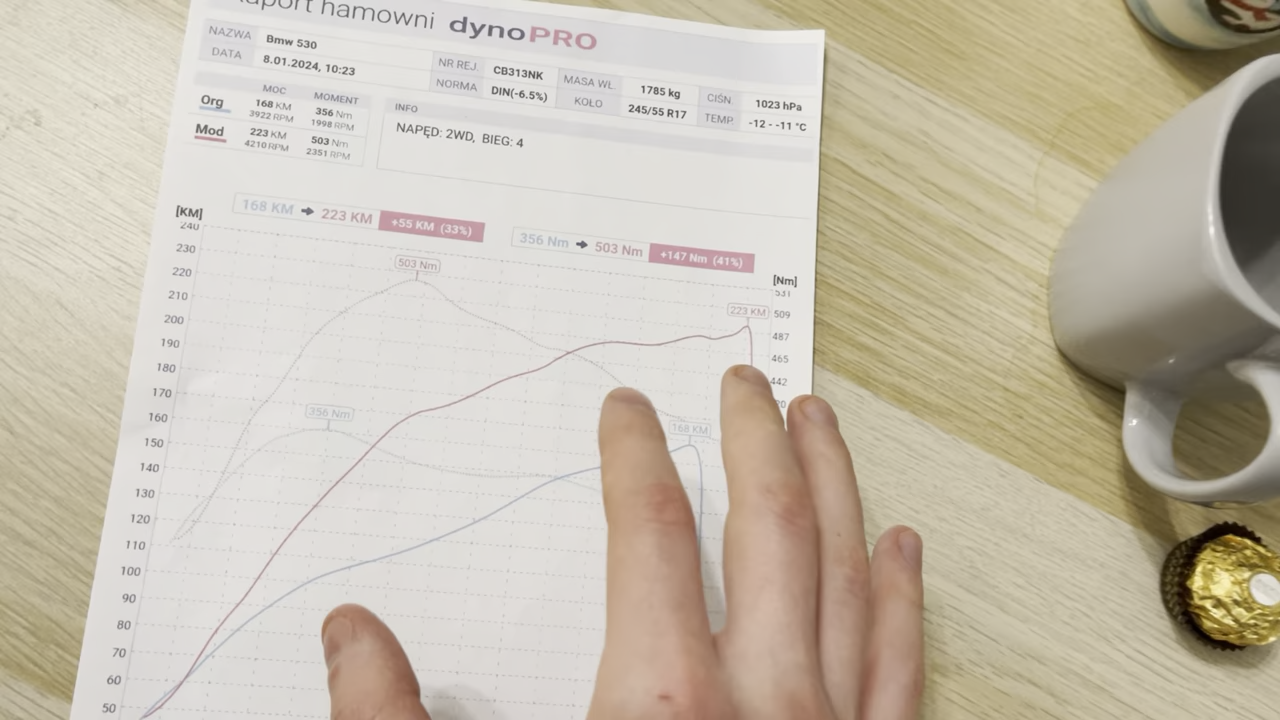 hamowni dynoPRO
NAZWA Bmw 530 NR REJ. CB313NK MASA WŁ. 1785 kg CIŚN 1023 hPa
DATA 8.01.2024, 10:23 NORMA DIN(-6.5%) KOŁO 245/55 R17 TEMP. -12 - -11 °C
MOC MOMENT
Org 168 KM 356 Nm
3922 RPM 1998 RPM
Mod 223 KM 503 Nm
4210 RPM 2351 RPM
INFO
NAPĘD: 2WD, BIEG: 4
168 KM 223 KM +55 KM (33%)
356 Nm 503 Nm +147 Nm (41%)
[KM]
240
230
220
210
200
190
180
170
160
150
140
130
120
110
100
90
80
70
60
50
503 Nm
356 Nm
223 KM
168 KM
[Nm]
531
509
487
465
442